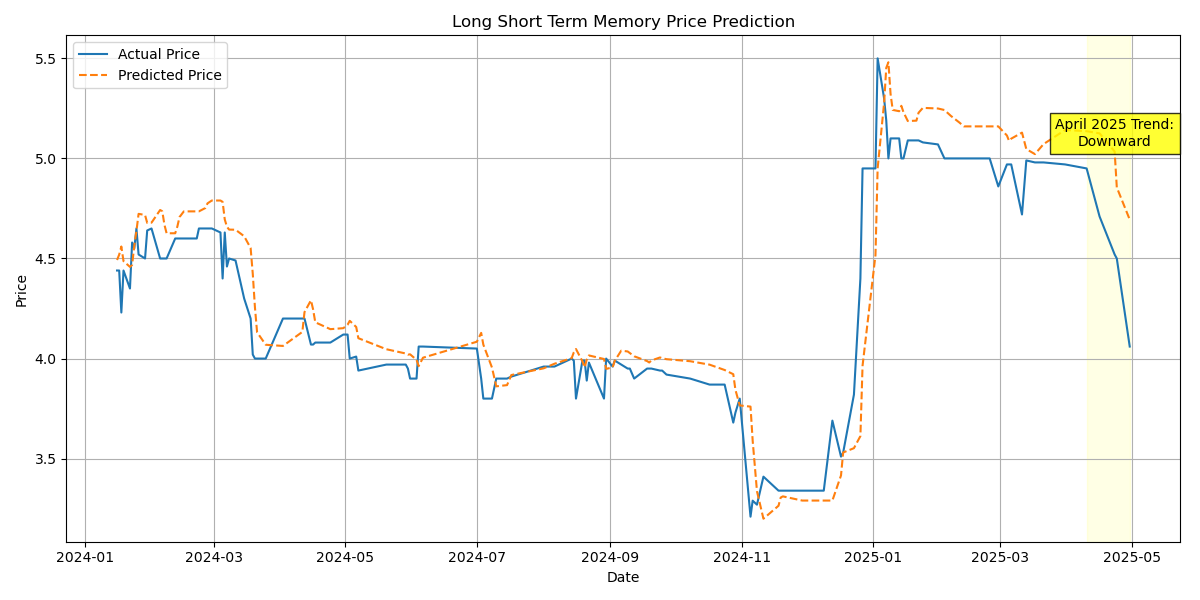 Long Short Term Memory Price Prediction
Actual Price
Predicted Price
April 2025 Trend:
Downward
5.5
5.0
4.5
4.0
3.5
Price
2024-01 2024-03 2024-05 2024-07 2024-09 2024-11 2025-01 2025-03 2025-05
Date